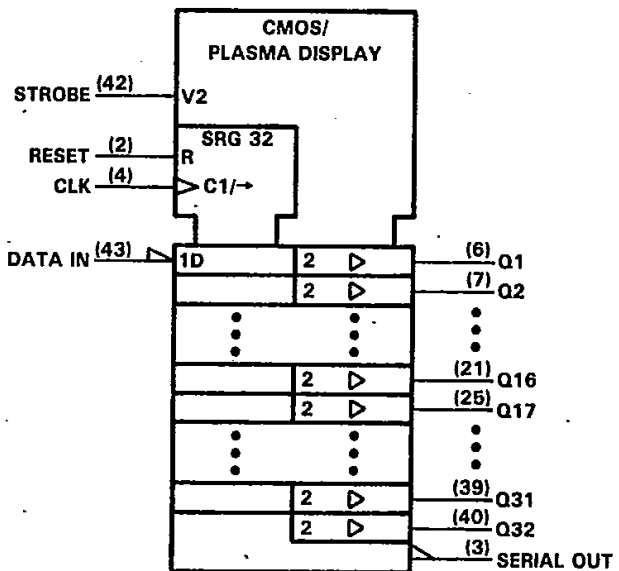 CMOS/
PLASMA DISPLAY
STROBE (42) V2
SRG 32
RESET (2) R
CLK (4) C1/→
DATA IN (43) 1D 2 (6) Q1
2 (7) Q2
2 (21) Q16
2 (25) Q17
2 (39) Q31
2 (40) Q32
(3) SERIAL OUT